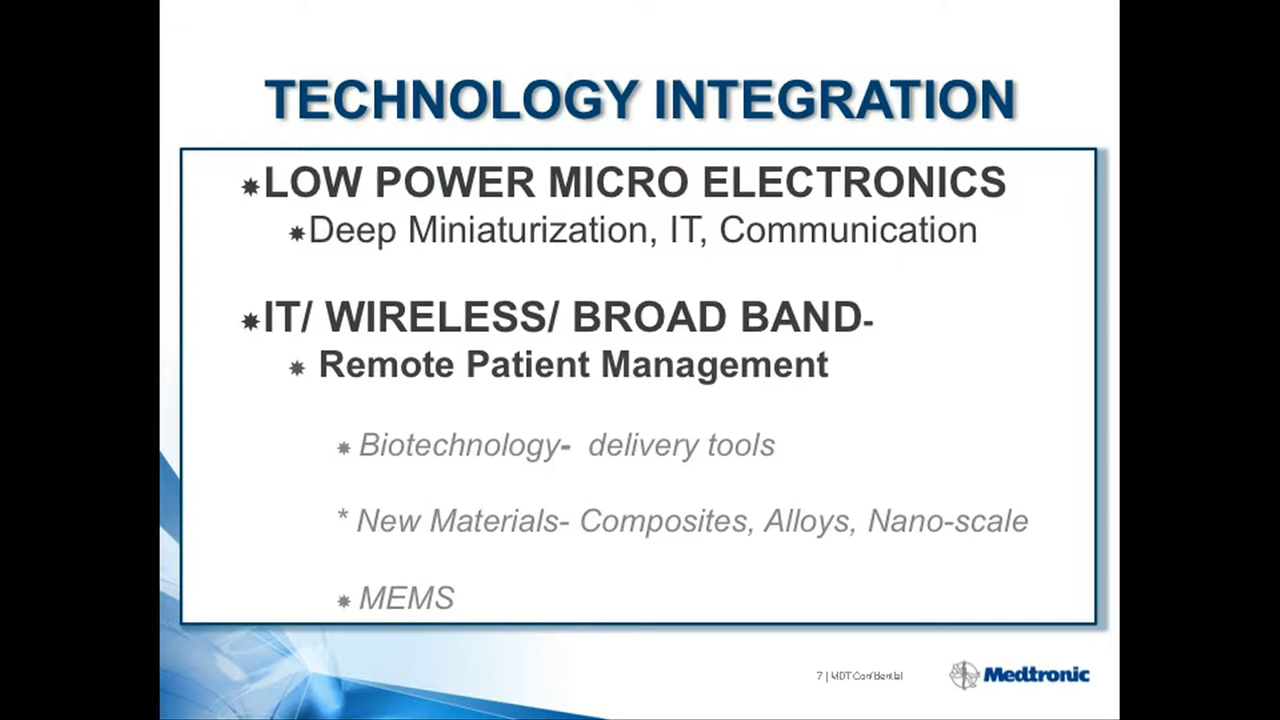 TECHNOLOGY INTEGRATION
✷LOW POWER MICRO ELECTRONICS
✷Deep Miniaturization, IT, Communication
✷IT/ WIRELESS/ BROAD BAND-
✷ Remote Patient Management
✷ Biotechnology- delivery tools
* New Materials- Composites, Alloys, Nano-scale
✷ MEMS
7 | MDT Confidential
Medtronic